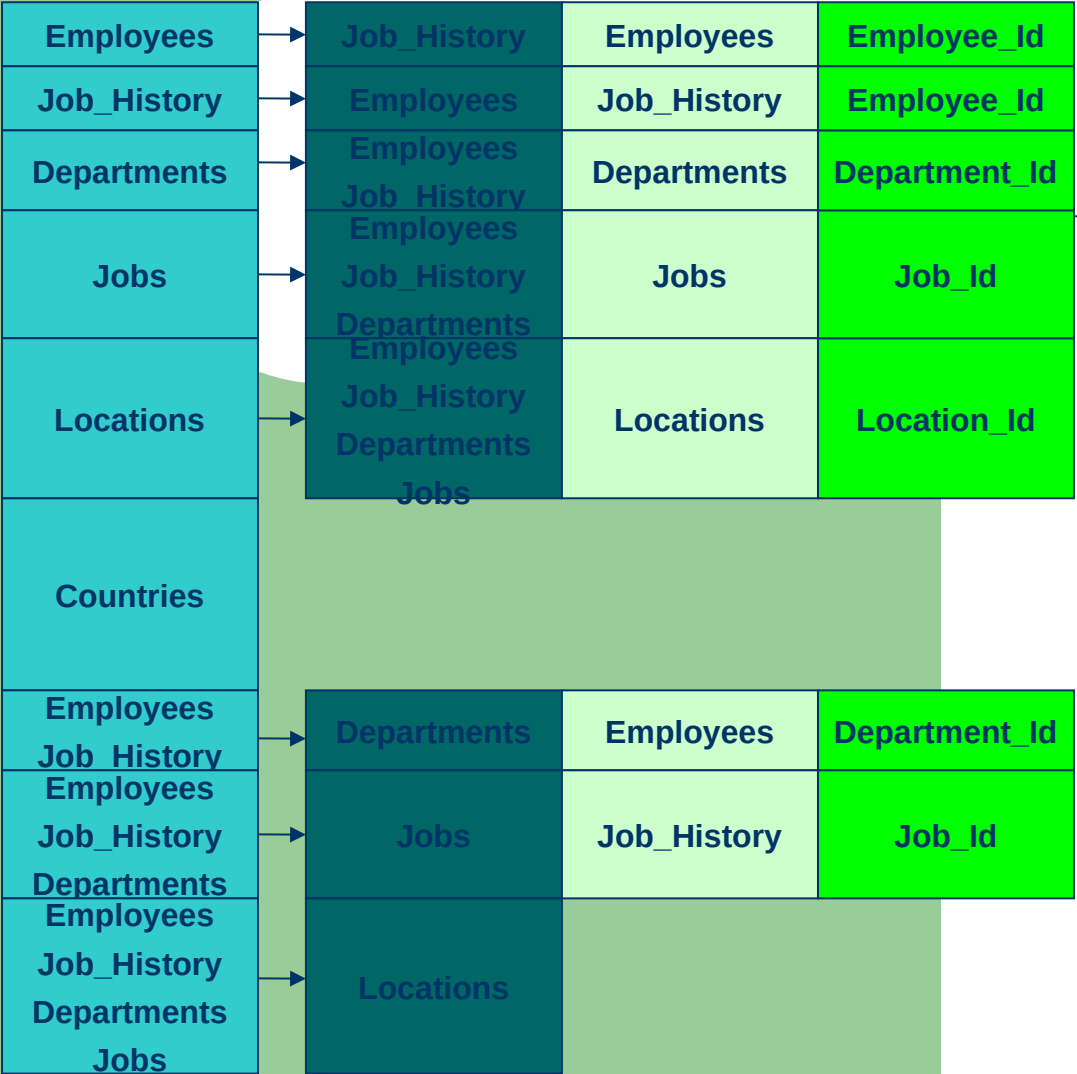 Employees Job_History Employees Employee_Id
Job_History Employees Job_History Employee_Id
Employees
Departments Departments Department_Id
Job_History
Employees
Jobs Job_History Jobs Job_Id
Departments
Employees
Job_History
Locations Locations Location_Id
Departments
Jobs
Countries
Employees
Departments Employees Department_Id
Job_History
Employees
Job_History Jobs Job_History Job_Id
Departments
Employees
Job_History
Locations
Departments
Jobs